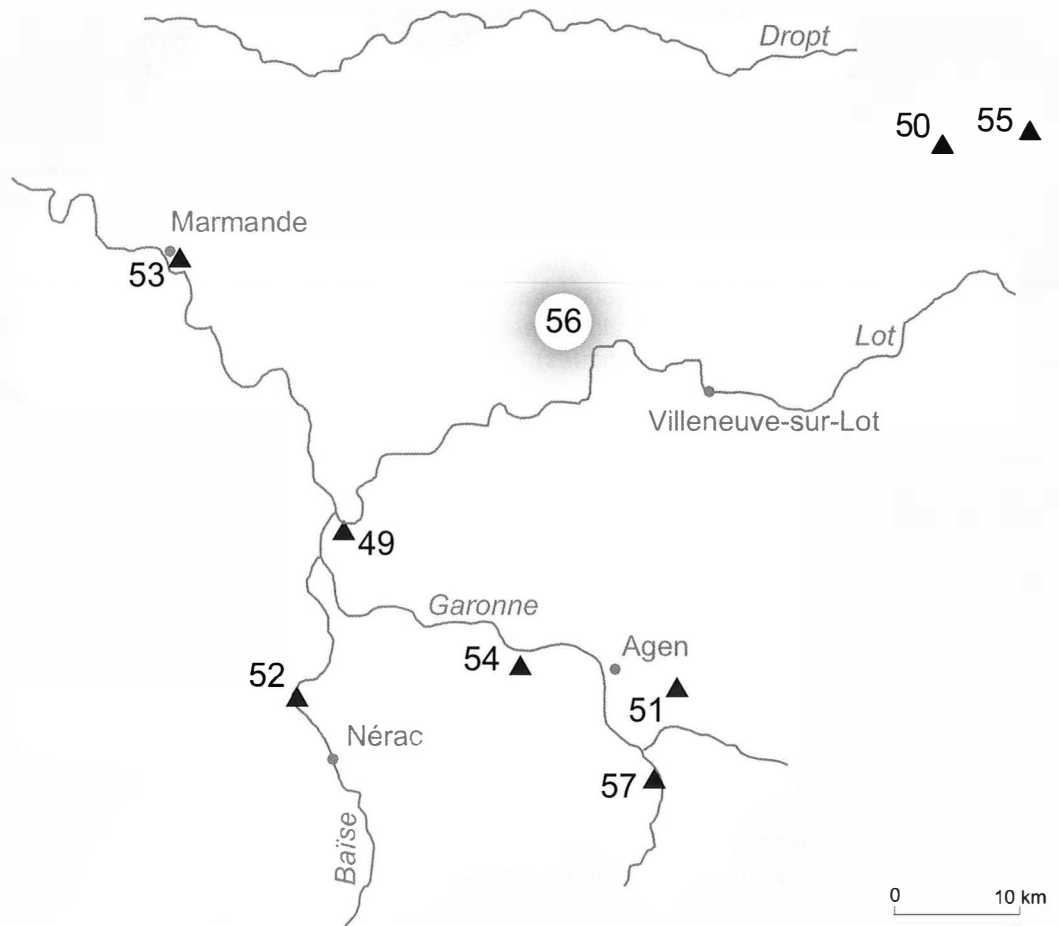 Dropt
50
55
Marmande
53
56
Lot
Villeneuve-sur-Lot
49
Garonne
54
Agen
52
51
Nérac
57
Baïse
0 10 km